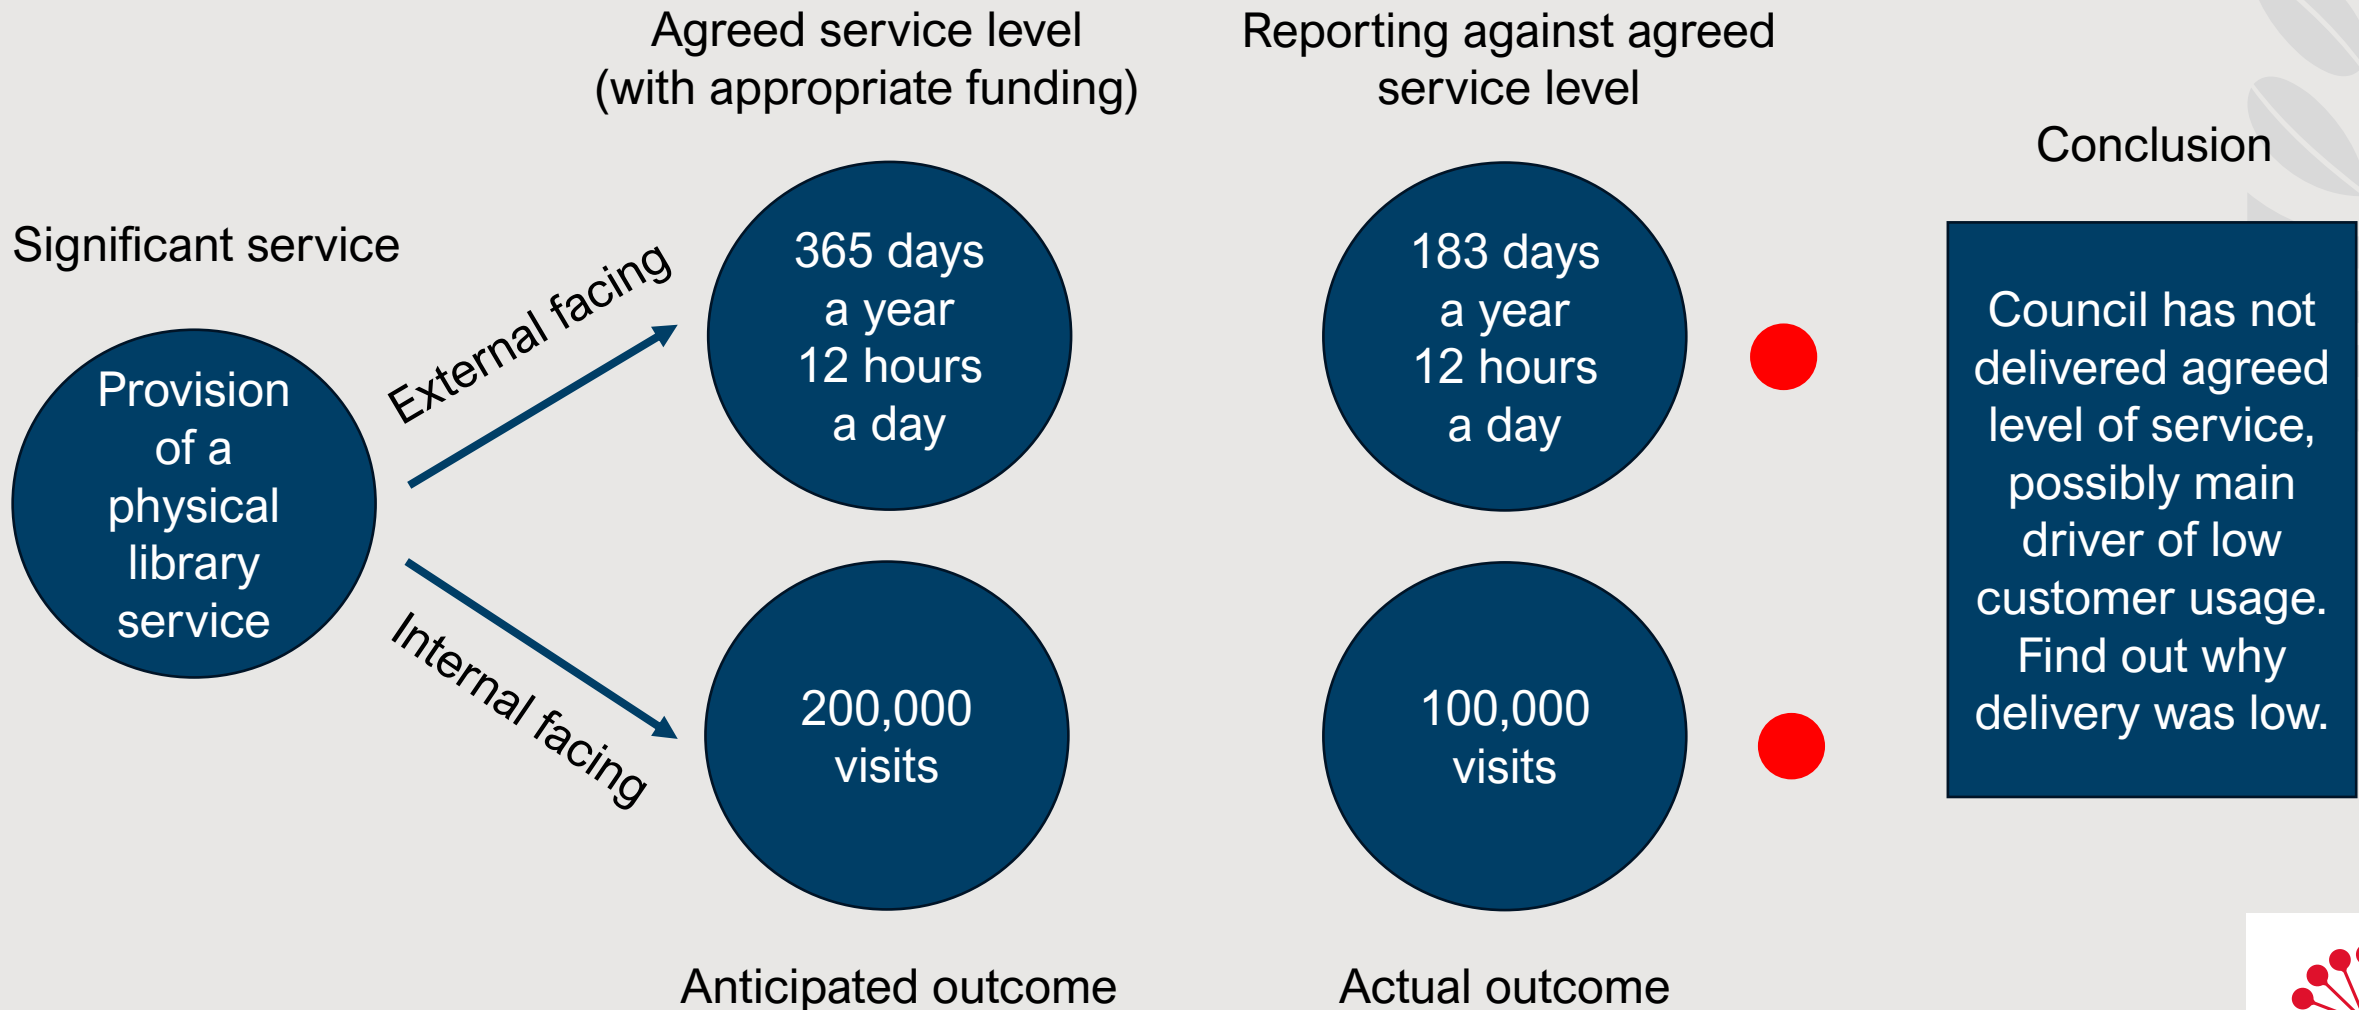 Significant service
Provision
of a
physical
library
service
External facing
Internal facing
Agreed service level
(with appropriate funding)
365 days
a year
12 hours
a day
200,000
visits
Anticipated outcome
Reporting against agreed
service level
183 days
a year
12 hours
a day
100,000
visits
Actual outcome
Conclusion
Council has not
delivered agreed
level of service,
possibly main
driver of low
customer usage.
Find out why
delivery was low.